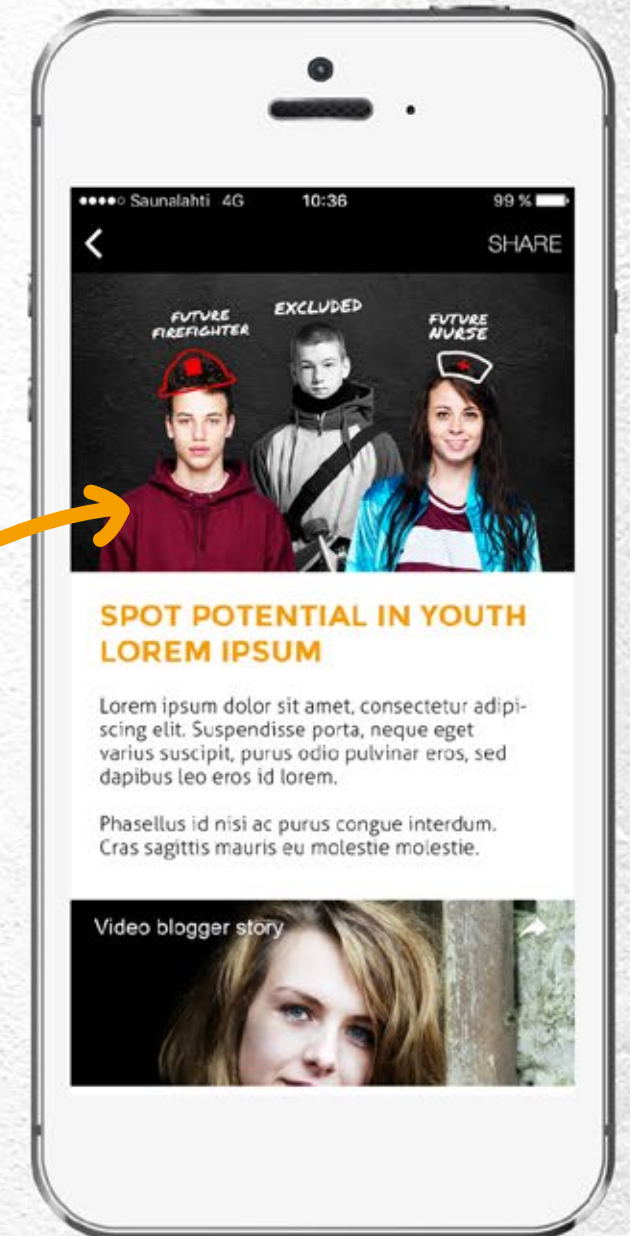 Saunalahti 4G 10:36 99 %
SHARE
FUTURE
FIREFIGHTER
EXCLUDED
FUTURE
NURSE
SPOT POTENTIAL IN YOUTH
LOREM IPSUM
Lorem ipsum dolor sit amet, consectetur adipi-
scing elit. Suspendisse porta, neque eget
varius suscipit, purus odio pulvinar eros, sed
dapibus leo eros id lorem.
Phasellus id nisi ac purus congue interdum.
Cras sagittis mauris eu molestie molestie.
Video blogger story